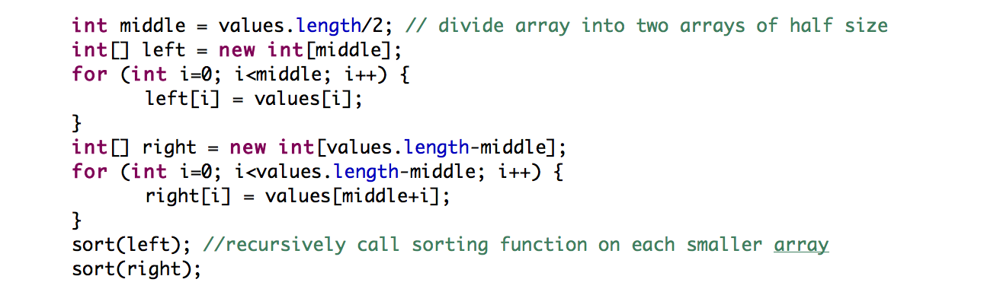 int middle = values.length/2; // divide array into two arrays of half size
int[] left = new int[middle];
for (int i=0; i<middle; i++) {
left[i] = values[i];
}
int[] right = new int[values.length-middle];
for (int i=0; i<values.length-middle; i++) {
right[i] = values[middle+i];
}
sort(left); //recursively call sorting function on each smaller array
sort(right);